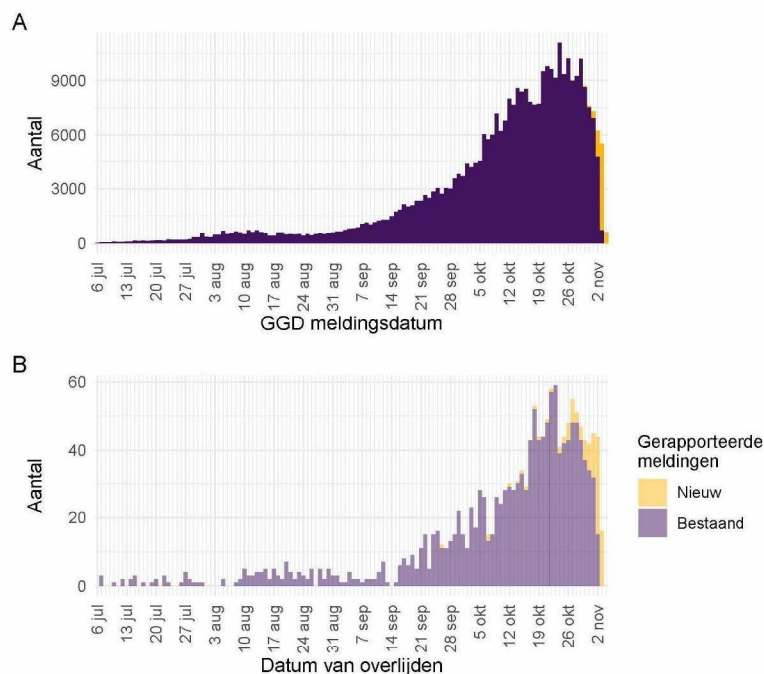 A
Aantal
9000
6000
3000
0
6 jul
13 jul
20 jul
27 jul
3 aug
10 aug
17 aug
24 aug
31 aug
7 sep
14 sep
21 sep
28 sep
5 okt
12 okt
19 okt
26 okt
2 nov
GGD meldingsdatum
B
Aantal
60
40
20
0
6 jul
13 jul
20 jul
27 jul
3 aug
10 aug
17 aug
24 aug
31 aug
7 sep
14 sep
21 sep
28 sep
5 okt
12 okt
19 okt
26 okt
2 nov
Datum van overlijden
Gerapporteerde
meldingen
Nieuw
Bestaand